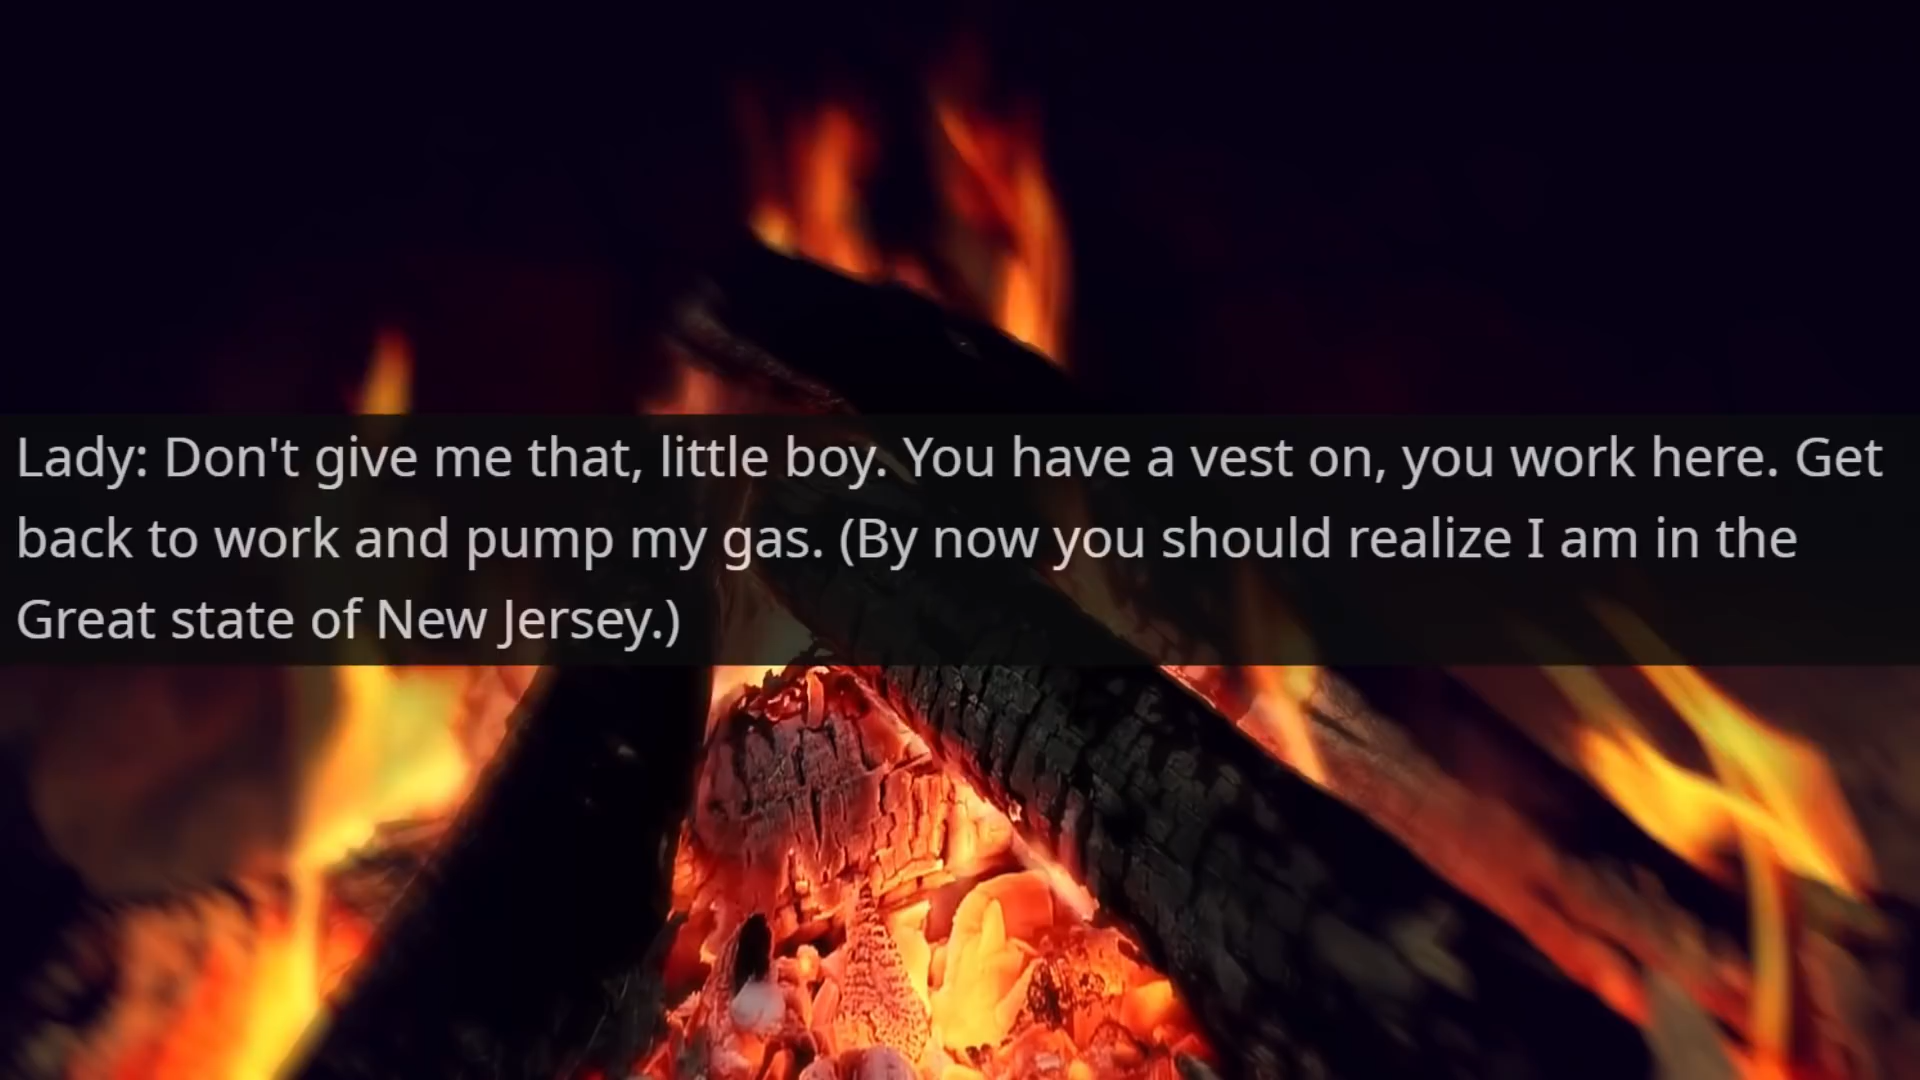 Lady: Don't give me that, little boy. You have a vest on, you work here. Get
back to work and pump my gas. (By now you should realize I am in the
Great state of New Jersey.)